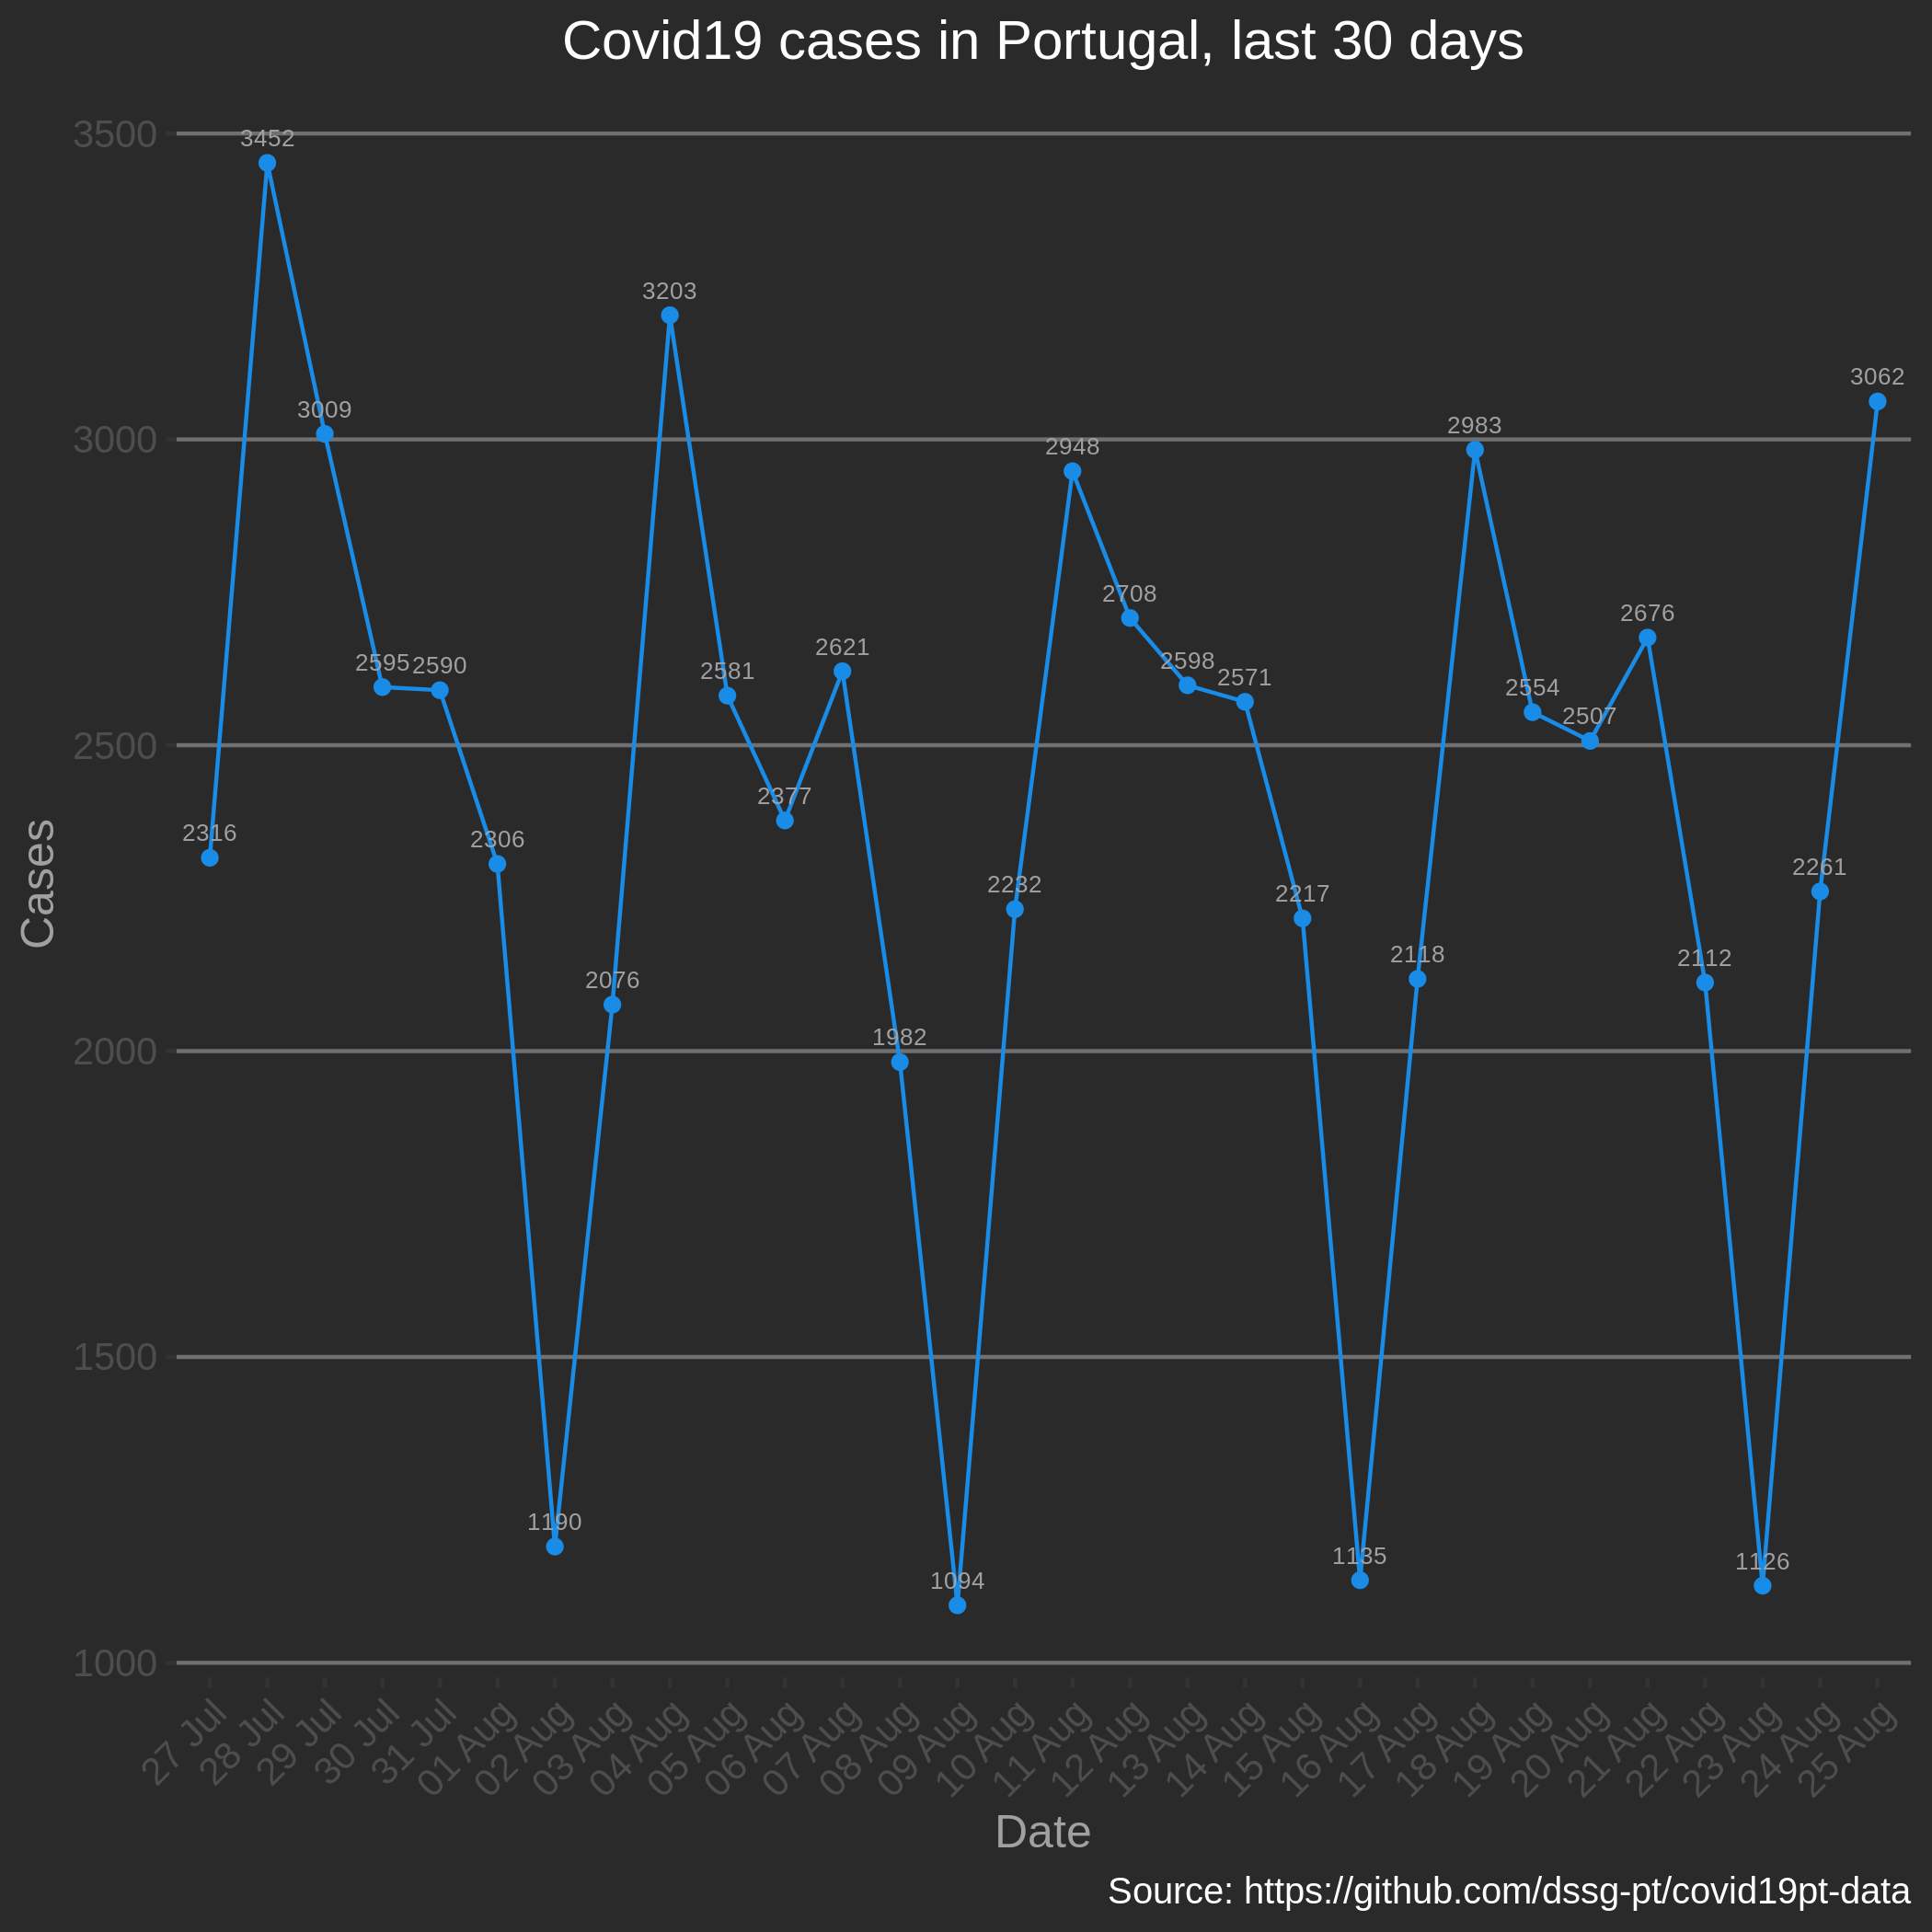 Covid19 cases in Portugal, last 30 days
3500
3000
2500
2000
1500
1000
Cases
3452
3009
2595
2590
2316
2306
1190
2076
3203
2581
2377
2621
1982
1094
2232
2948
2708
2598
2571
2217
1135
2118
2983
2554
2507
2676
2112
1126
2261
3062
27 Jul
28 Jul
29 Jul
30 Jul
31 Jul
01 Aug
02 Aug
03 Aug
04 Aug
05 Aug
06 Aug
07 Aug
08 Aug
09 Aug
10 Aug
11 Aug
12 Aug
13 Aug
14 Aug
15 Aug
16 Aug
17 Aug
18 Aug
19 Aug
20 Aug
21 Aug
22 Aug
23 Aug
24 Aug
25 Aug
Date
Source: https://github.com/dssg-pt/covid19pt-data